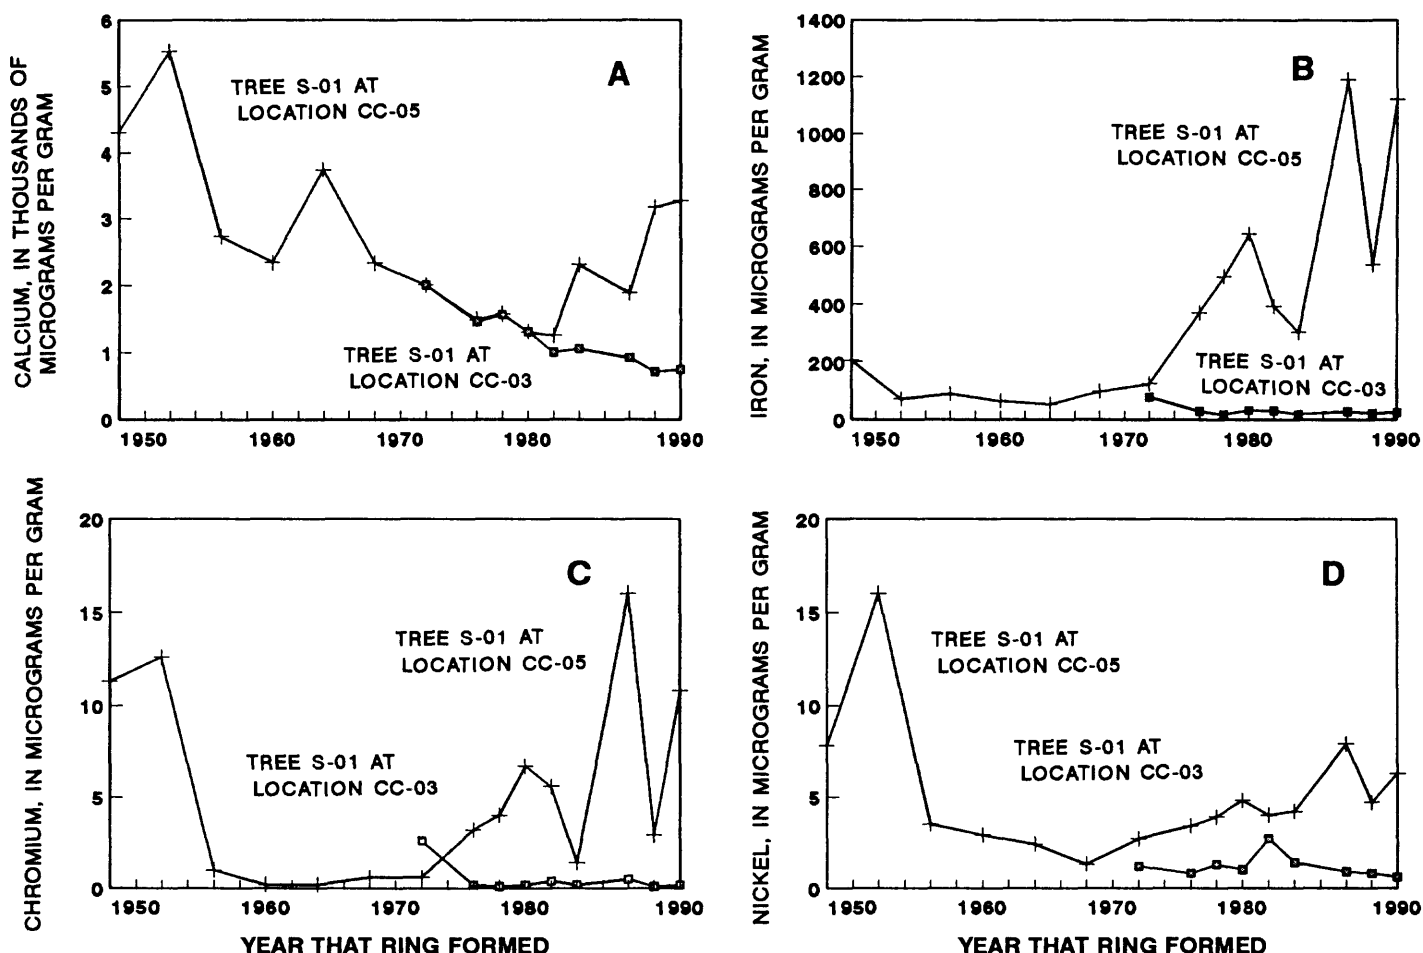 CALCIUM, IN THOUSANDS OF
MICROGRAMS PER GRAM
6
5
4
3
2
1
0
A
TREE S-01 AT
LOCATION CC-05
TREE S-01 AT
LOCATION CC-03
1950 1960 1970 1980 1990
IRON, IN MICROGRAMS PER GRAM
1400
1200
1000
800
600
400
200
0
B
TREE S-01 AT
LOCATION CC-05
TREE S-01 AT
LOCATION CC-03
1950 1960 1970 1980 1990
CHROMIUM, IN MICROGRAMS PER GRAM
20
15
10
5
0
C
TREE S-01 AT
LOCATION CC-05
TREE S-01 AT
LOCATION CC-03
1950 1960 1970 1980 1990
YEAR THAT RING FORMED
NICKEL, IN MICROGRAMS PER GRAM
20
15
10
5
0
D
TREE S-01 AT
LOCATION CC-05
TREE S-01 AT
LOCATION CC-03
1950 1960 1970 1980 1990
YEAR THAT RING FORMED